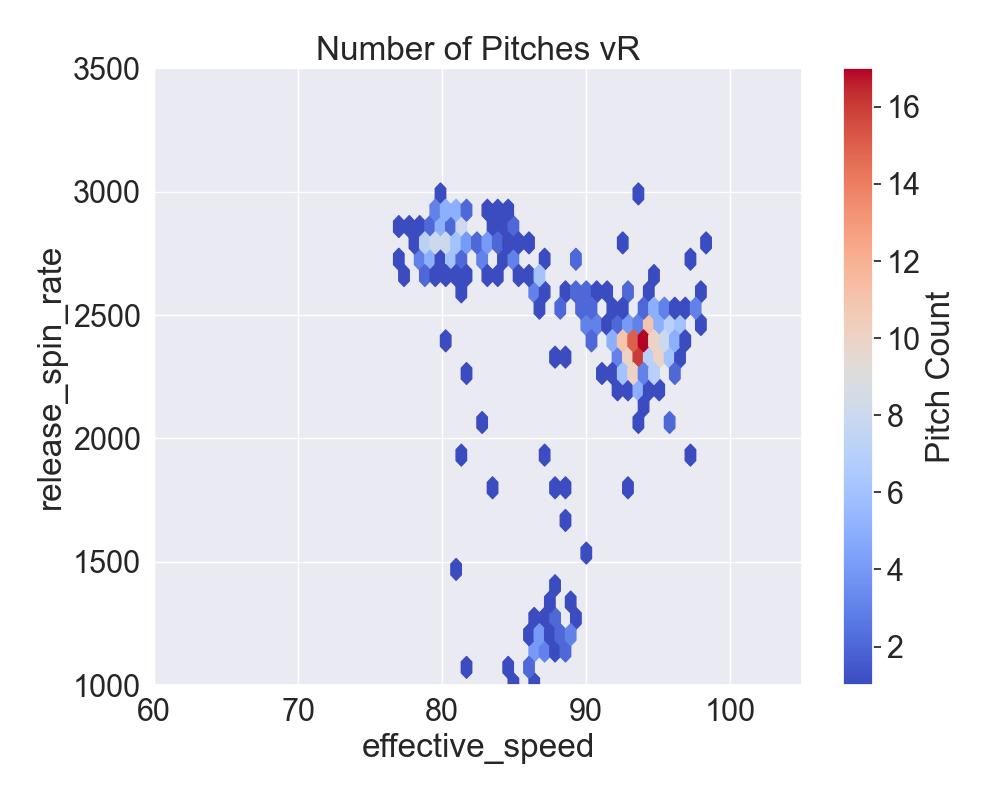 Number of Pitches vR
3500
3000
2500
2000
1500
1000
release_spin_rate
60 70 80 90 100
effective_speed
16
14
12
10
8
6
4
2
Pitch Count